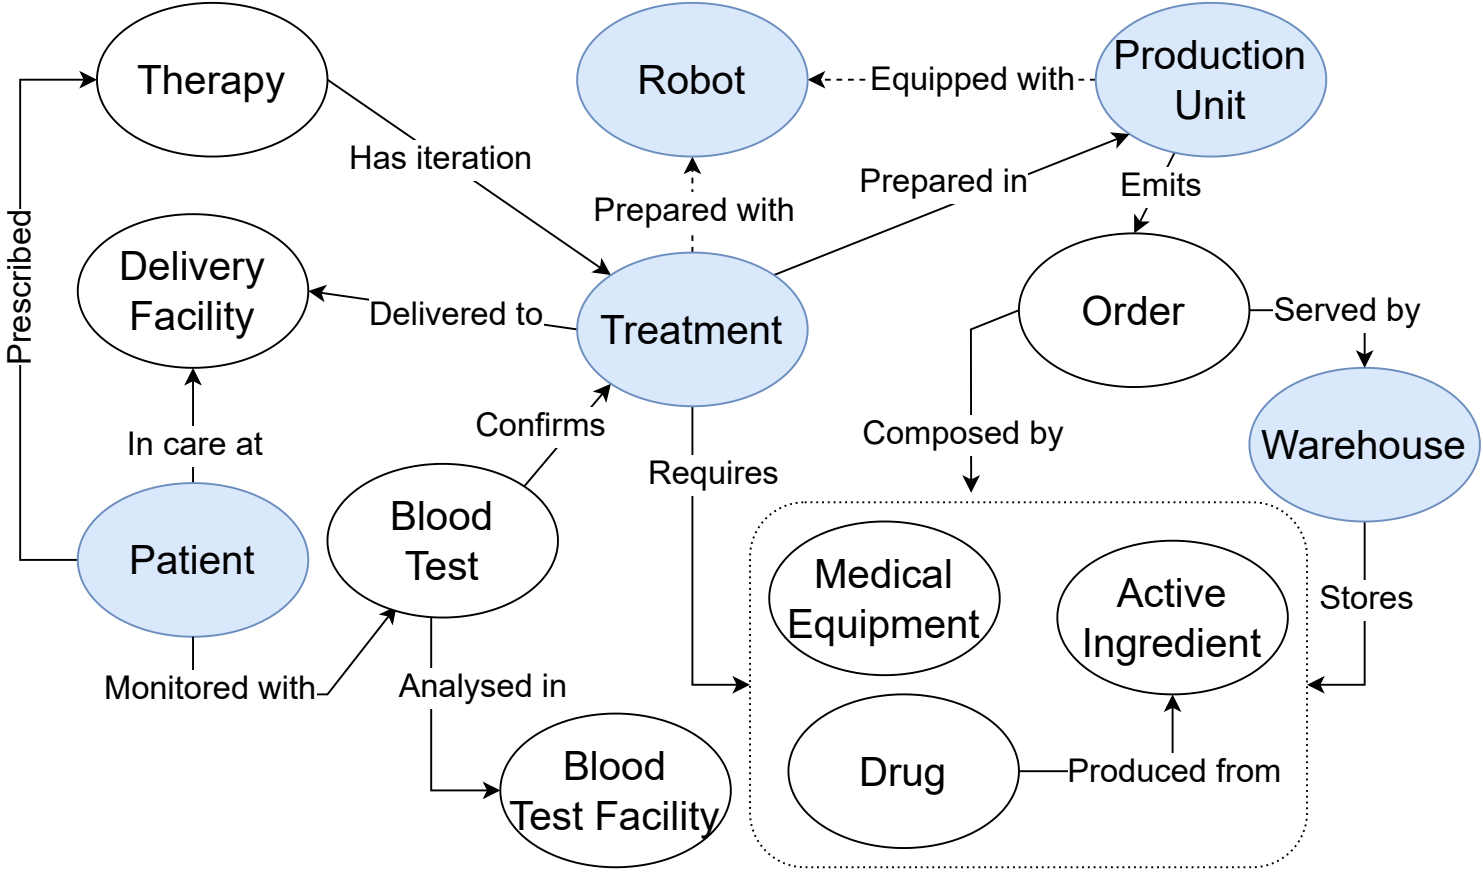 Therapy
Robot
Production
Unit
Equipped with
Has iteration
Prepared with
Prepared in
Emits
Prescribed
Delivery
Facility
Delivered to
Treatment
Order
Served by
In care at
Confirms
Composed by
Warehouse
Requires
Patient
Blood
Test
Medical
Equipment
Active
Ingredient
Stores
Monitored with
Analysed in
Blood
Test Facility
Drug
Produced from